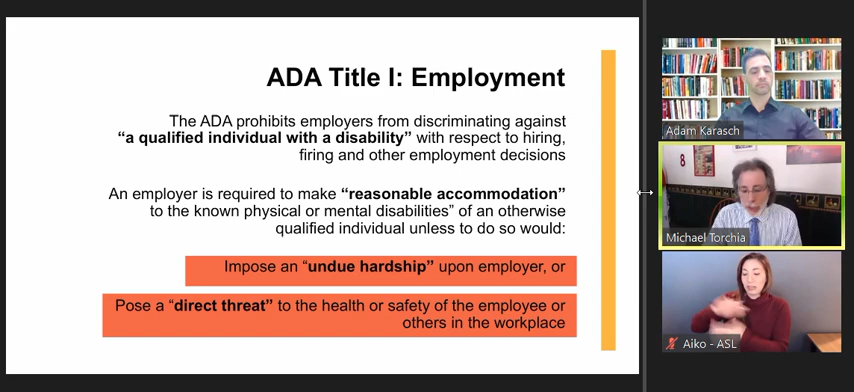 ADA Title I: Employment
The ADA prohibits employers from discriminating against
“a qualified individual with a disability” with respect to hiring,
firing and other employment decisions
An employer is required to make “reasonable accommodation”
to the known physical or mental disabilities” of an otherwise
qualified individual unless to do so would:
Impose an “undue hardship” upon employer, or
Pose a “direct threat” to the health or safety of the employee or
others in the workplace
Adam Karasch
8
Michael Torchia
Aiko - ASL